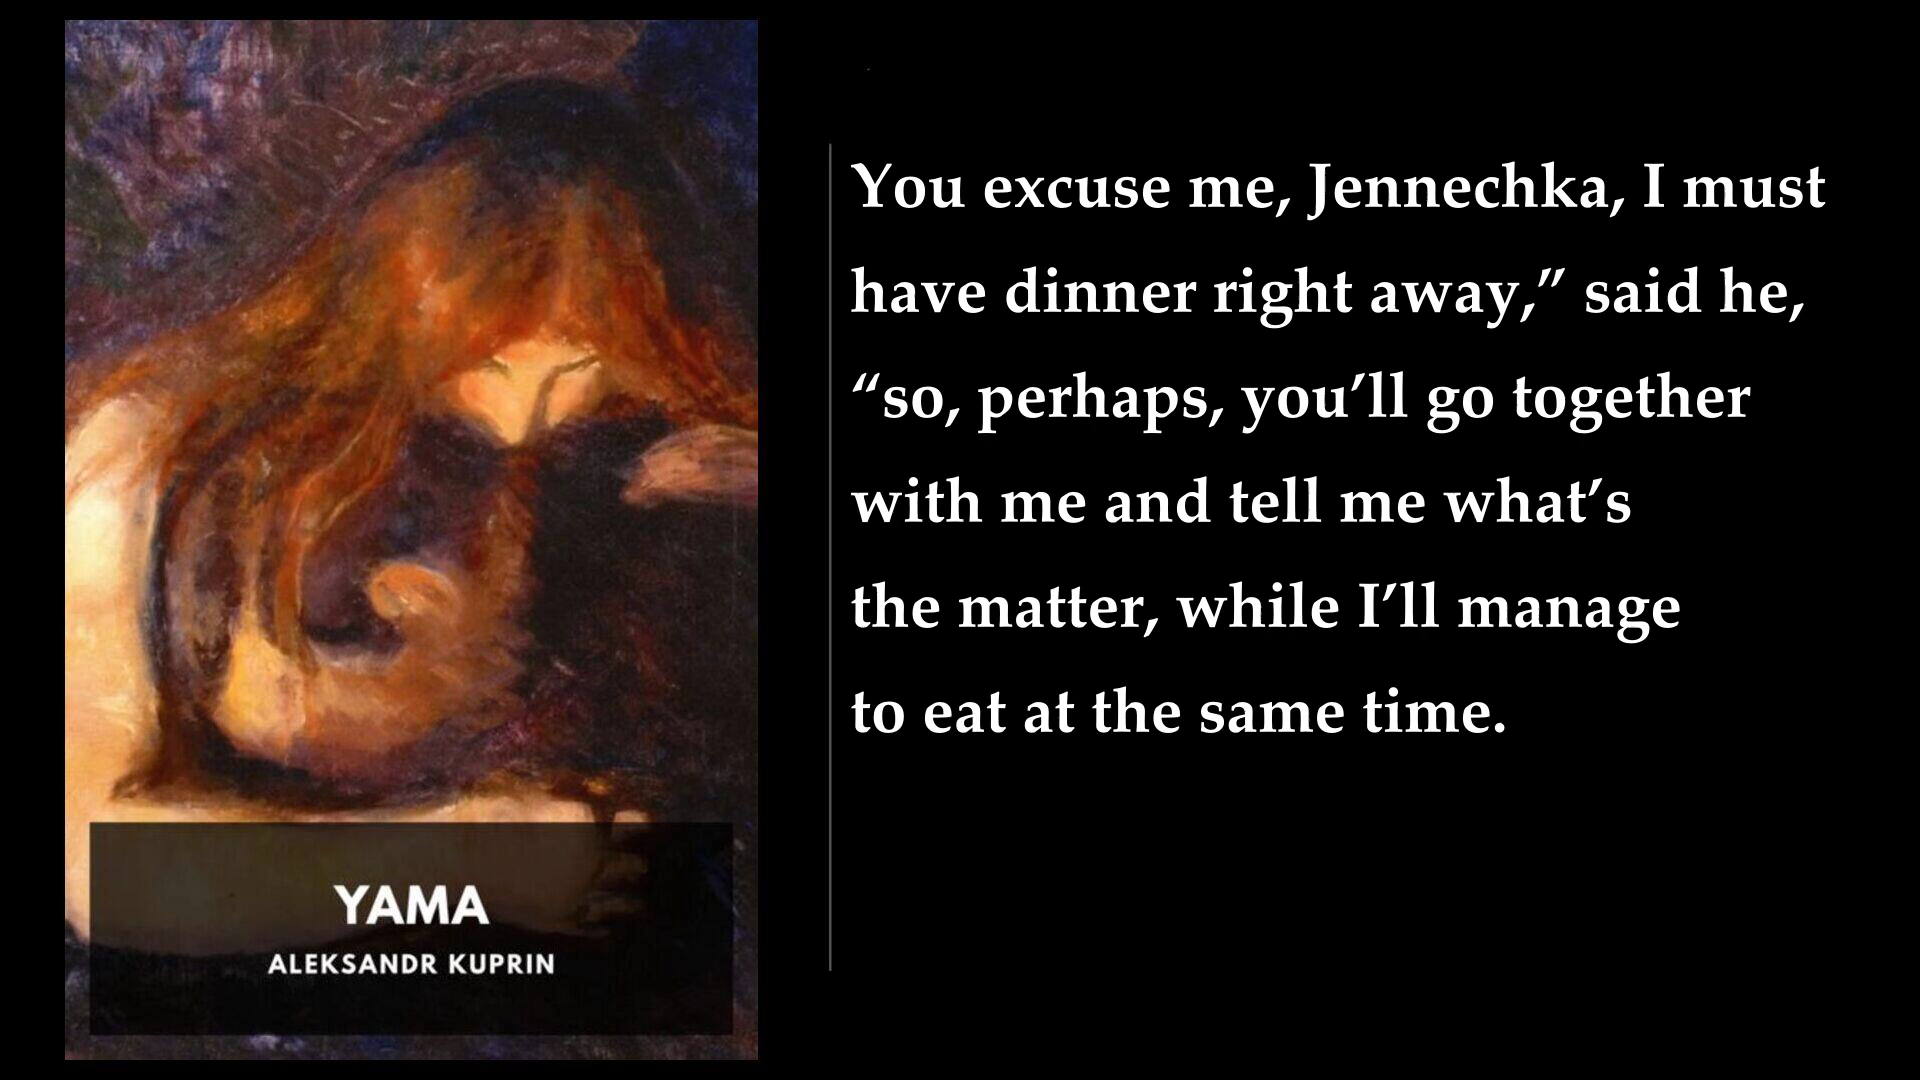 You excuse me, Jennechka, I must
have dinner right away,” said he,
“so, perhaps, you’ll go together
with me and tell me what’s
the matter, while I’ll manage
to eat at the same time.
YAMA
ALEKSANDR KUPRIN